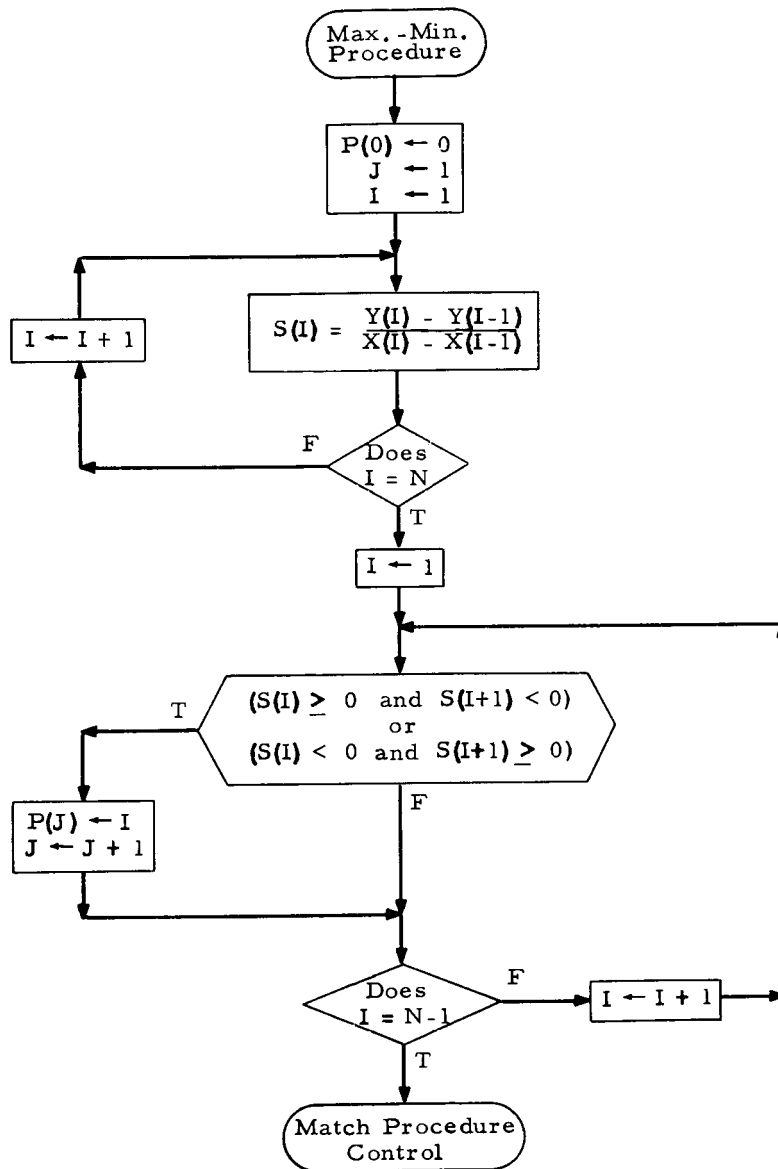 Max.-Min.
Procedure
P(0) ← 0
J ← 1
I ← 1
S(I) = Y(I) - Y(I-1)
X(I) - X(I-1)
I ← I + 1
F
Does
I = N
T
I ← 1
T
(S(I) ≥ 0 and S(I+1) < 0)
or
(S(I) < 0 and S(I+1) ≥ 0)
F
P(J) ← I
J ← J + 1
Does
I = N-1
F
I ← I + 1
T
Match Procedure
Control